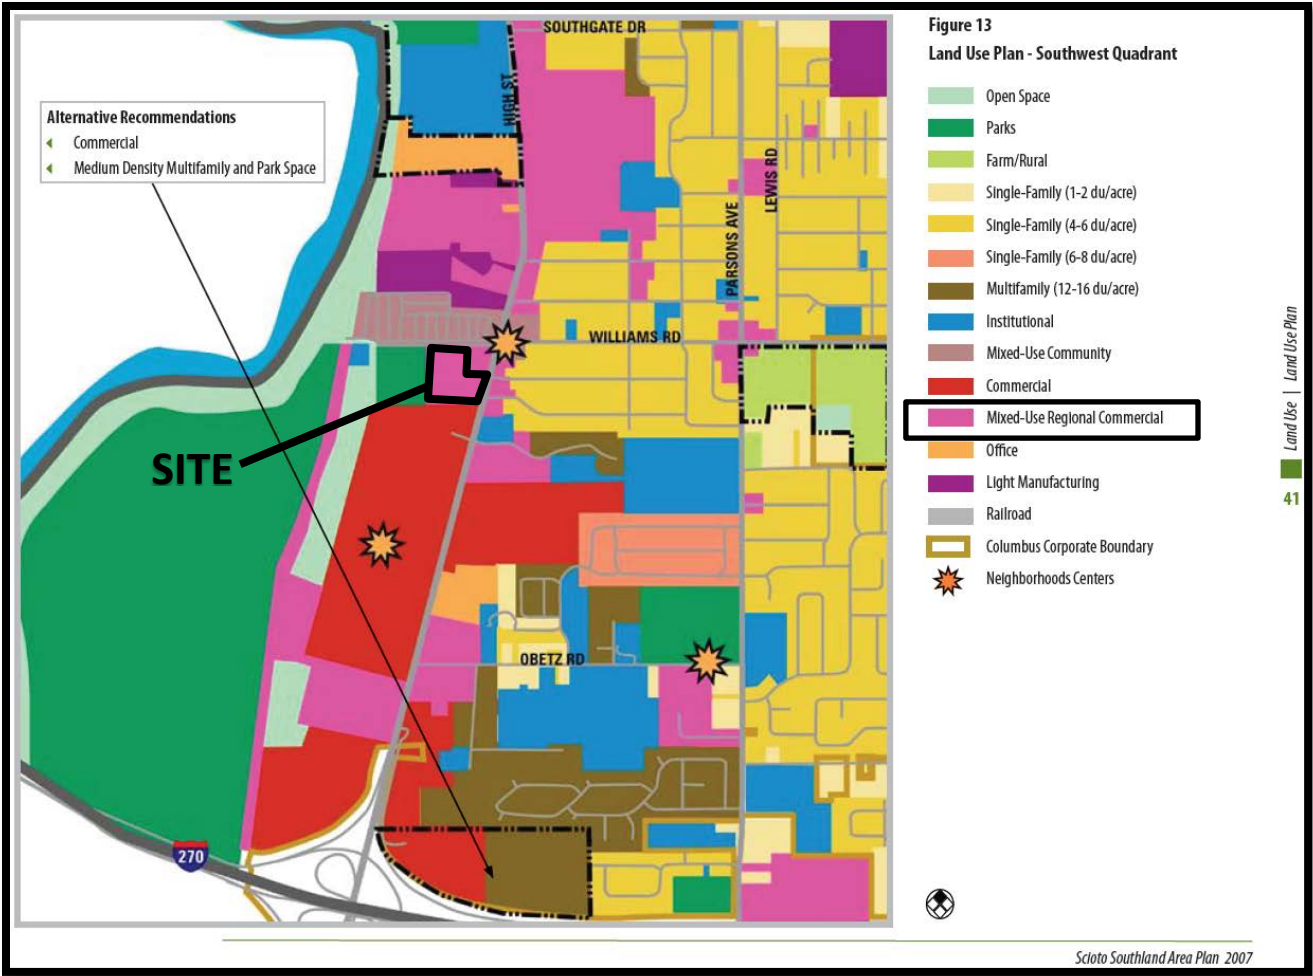 Figure 13
Land Use Plan - Southwest Quadrant
SOUTHGATE DR
HIGH ST
Alternative Recommendations
Commercial
Medium Density Multifamily and Park Space
LEWIS RD
PARSONS AVE
WILLIAMS RD
SITE
OBETZ RD
270
Open Space
Parks
Farm/Rural
Single-Family (1-2 du/acre)
Single-Family (4-6 du/acre)
Single-Family (6-8 du/acre)
Multifamily (12-16 du/acre)
Institutional
Mixed-Use Community
Commercial
Mixed-Use Regional Commercial
Office
Light Manufacturing
Railroad
Columbus Corporate Boundary
Neighborhoods Centers
Land Use | Land Use Plan
41
Scioto Southland Area Plan 2007